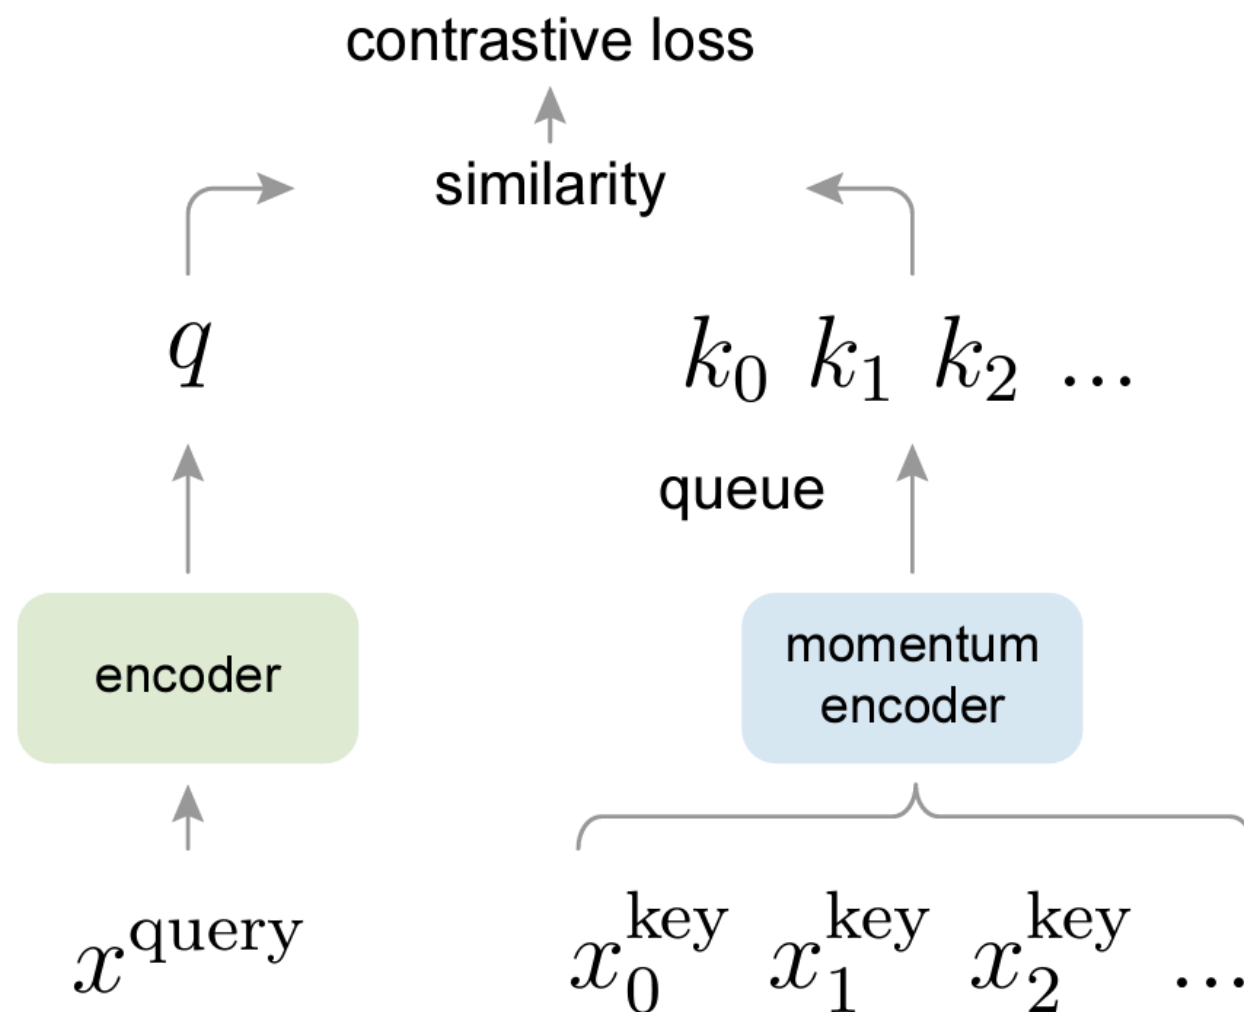 contrastive loss
similarity
q
k₀ k₁ k₂ ...
queue
encoder
momentum
encoder
x^query
x₀^key x₁^key x₂^key ...